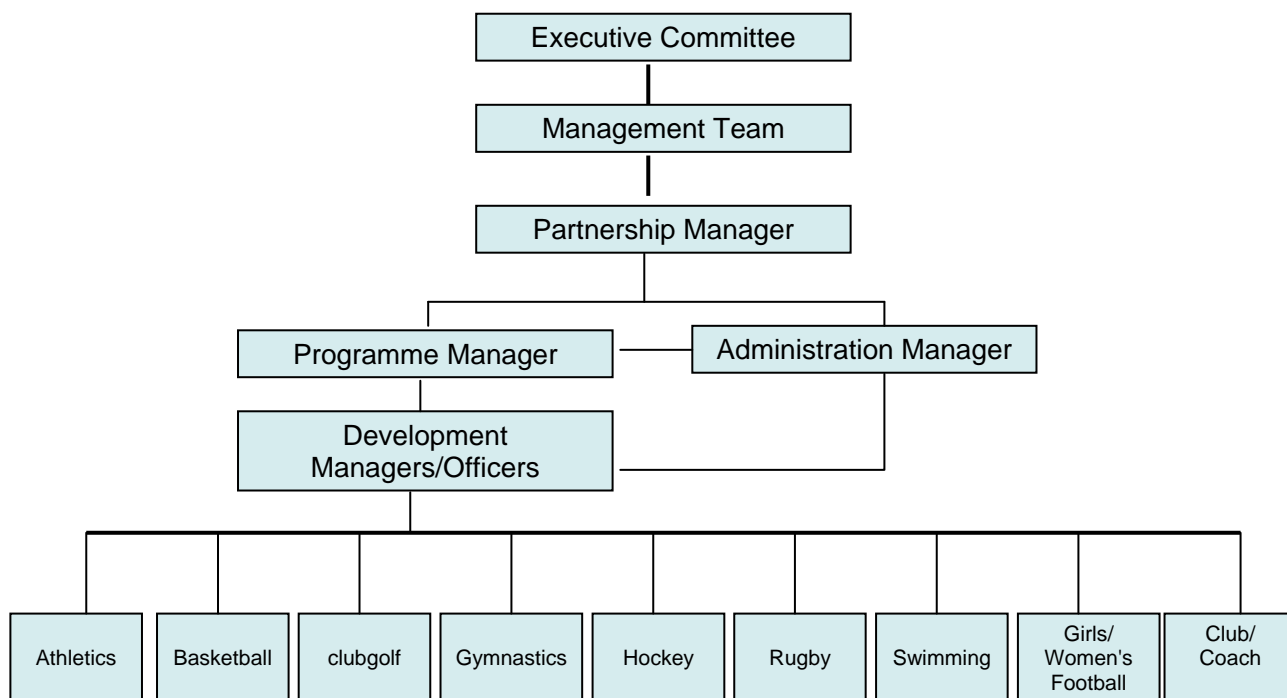 Executive Committee
Management Team
Partnership Manager
Programme Manager
Administration Manager
Development
Managers/Officers
Athletics
Basketball
clubgolf
Gymnastics
Hockey
Rugby
Swimming
Girls/
Women's
Football
Club/
Coach